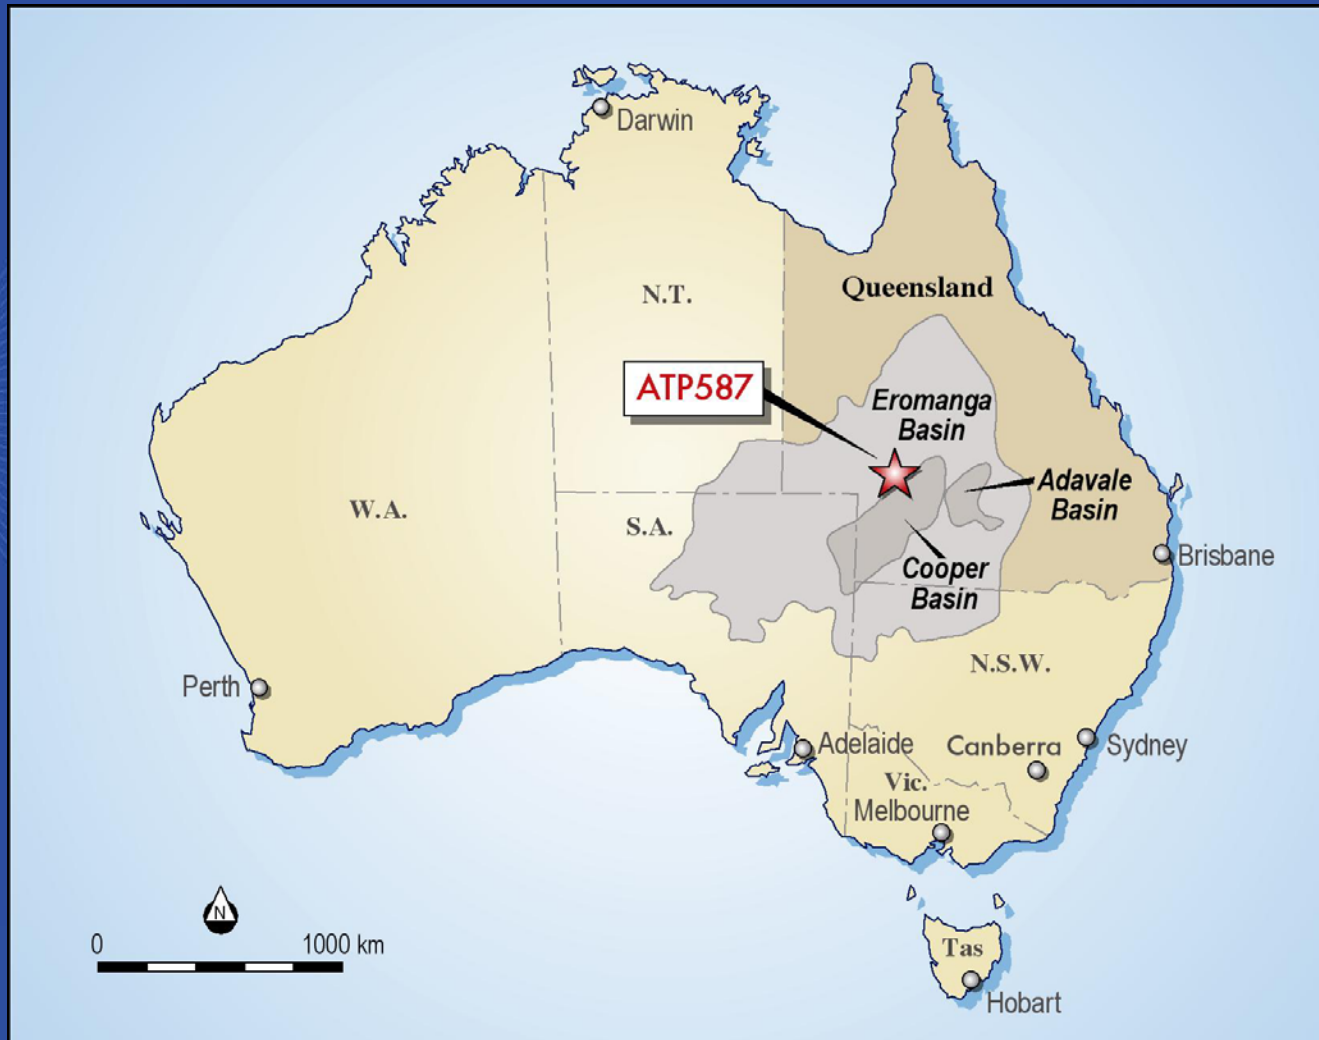 Darwin
N.T.
Queensland
ATP587
Eromanga
Basin
Adavale
Basin
W.A.
S.A.
Brisbane
Cooper
Basin
N.S.W.
Perth
Adelaide
Canberra
Sydney
Vic.
Melbourne
N
0 1000 km
Tas
Hobart